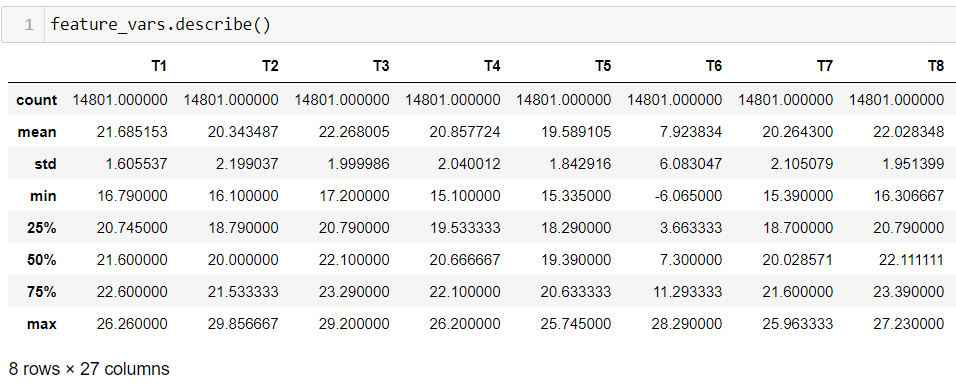 1 feature_vars.describe()
T1 T2 T3 T4 T5 T6 T7 T8
count 14801.000000 14801.000000 14801.000000 14801.000000 14801.000000 14801.000000 14801.000000 14801.000000
mean 21.685153 20.343487 22.268005 20.857724 19.589105 7.923834 20.264300 22.028348
std 1.605537 2.199037 1.999986 2.040012 1.842916 6.083047 2.105079 1.951399
min 16.790000 16.100000 17.200000 15.100000 15.335000 -6.065000 15.390000 16.306667
25% 20.745000 18.790000 20.790000 19.533333 18.290000 3.663333 18.700000 20.790000
50% 21.600000 20.000000 22.100000 20.666667 19.390000 7.300000 20.028571 22.111111
75% 22.600000 21.533333 23.290000 22.100000 20.633333 11.293333 21.600000 23.390000
max 26.260000 29.856667 29.200000 26.200000 25.745000 28.290000 25.963333 27.230000
8 rows × 27 columns